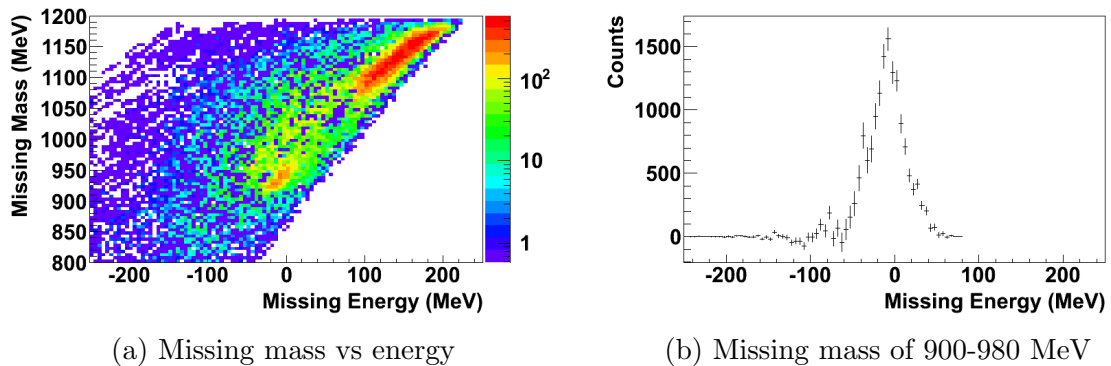 Missing Mass (MeV)
1200
1150
1100
1050
1000
950
900
850
800
-200 -100 0 100 200
Missing Energy (MeV)
10²
10
1
(a) Missing mass vs energy
Counts
1500
1000
500
0
-200 -100 0 100 200
Missing Energy (MeV)
(b) Missing mass of 900-980 MeV